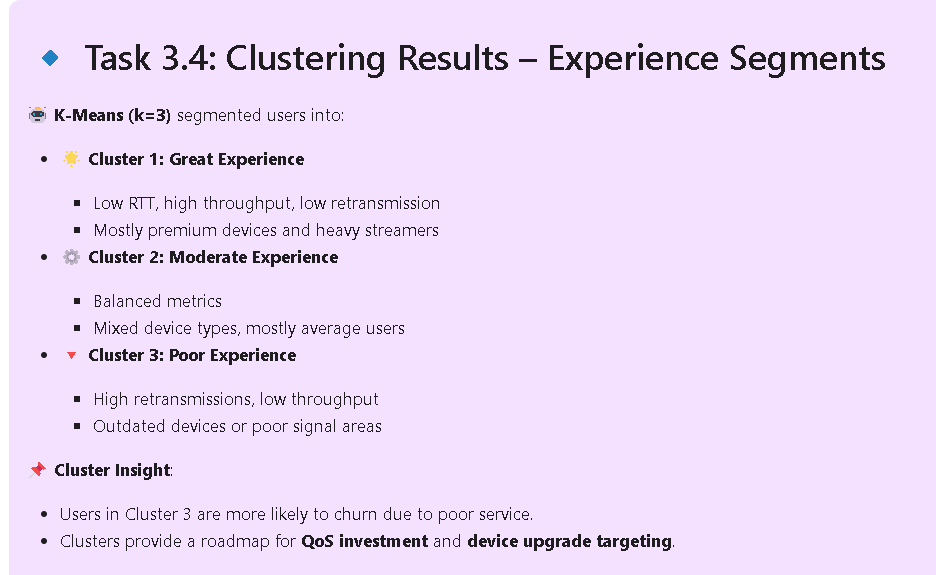 Task 3.4: Clustering Results – Experience Segments
K-Means (k=3) segmented users into:
Cluster 1: Great Experience
Low RTT, high throughput, low retransmission
Mostly premium devices and heavy streamers
Cluster 2: Moderate Experience
Balanced metrics
Mixed device types, mostly average users
Cluster 3: Poor Experience
High retransmissions, low throughput
Outdated devices or poor signal areas
Cluster Insight:
Users in Cluster 3 are more likely to churn due to poor service.
Clusters provide a roadmap for QoS investment and device upgrade targeting.